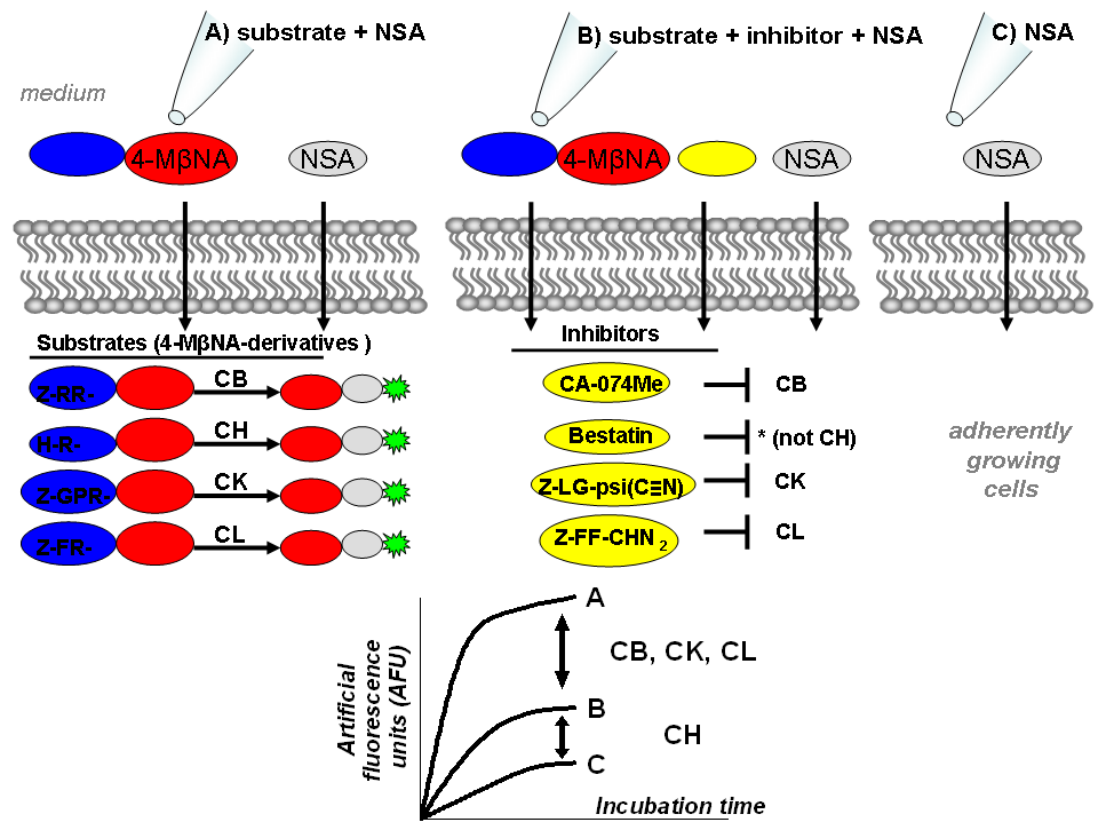 A) substrate + NSA
B) substrate + inhibitor + NSA
C) NSA
medium
4-MβNA
NSA
4-MβNA
NSA
NSA
Substrates (4-MβNA-derivatives )
Inhibitors
Z-RR-
CB
H-R-
CH
Z-GPR-
CK
Z-FR-
CL
CA-074Me
CB
Bestatin
* (not CH)
Z-LG-psi(C≡N)
CK
Z-FF-CHN₂
CL
adherently
growing
cells
Artificial
fluorescence
units (AFU)
A
B
C
CB, CK, CL
CH
Incubation time